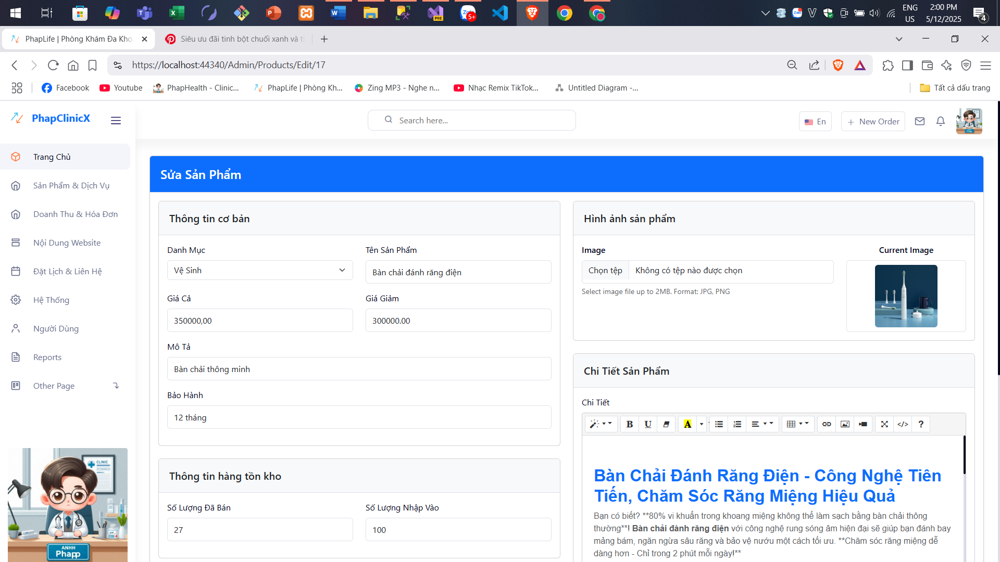 ENG
US
2:00 PM
5/12/2025
4
5+
PRE
PhapLife | Phòng Khám Đa Kho
Siêu ưu đãi tinh bột chuối xanh và ti
https://localhost:44340/Admin/Products/Edit/17
Facebook
Youtube
PhapHealth - Clinic...
PhapLife | Phòng Kh...
Zing MP3 - Nghe n...
Nhạc Remix TikTok...
Untitled Diagram -...
Tất cả dấu trang
PhapClinicX
Search here...
En
New Order
Trang Chủ
Sản Phẩm & Dịch Vụ
Doanh Thu & Hóa Đơn
Nội Dung Website
Đặt Lịch & Liên Hệ
Hệ Thống
Người Dùng
Reports
Other Page
CLINIC
ANHH
Phapp
Sửa Sản Phẩm
Thông tin cơ bản
Danh Mục
Tên Sản Phẩm
Vệ Sinh
Bàn chải đánh răng điện
Giá Cả
Giá Giảm
350000,00
300000.00
Mô Tả
Bàn chải thông minh
Bảo Hành
12 tháng
Thông tin hàng tồn kho
Số Lượng Đã Bán
Số Lượng Nhập Vào
27
100
Hình ảnh sản phẩm
Image
Current Image
Chọn tệp
Không có tệp nào được chọn
Select image file up to 2MB. Format: JPG, PNG
Chi Tiết Sản Phẩm
Chi Tiết
Bàn Chải Đánh Răng Điện - Công Nghệ Tiên
Tiến, Chăm Sóc Răng Miệng Hiệu Quả
Bạn có biết? **80% vi khuẩn trong khoang miệng không thể làm sạch bằng bàn chải thông
thường**! Bàn chải đánh răng điện với công nghệ rung sóng âm hiện đại sẽ giúp bạn đánh bay
mảng bám, ngăn ngừa sâu răng và bảo vệ nướu một cách tối ưu. **Chăm sóc răng miệng dễ
dàng hơn - Chỉ trong 2 phút mỗi ngày!**